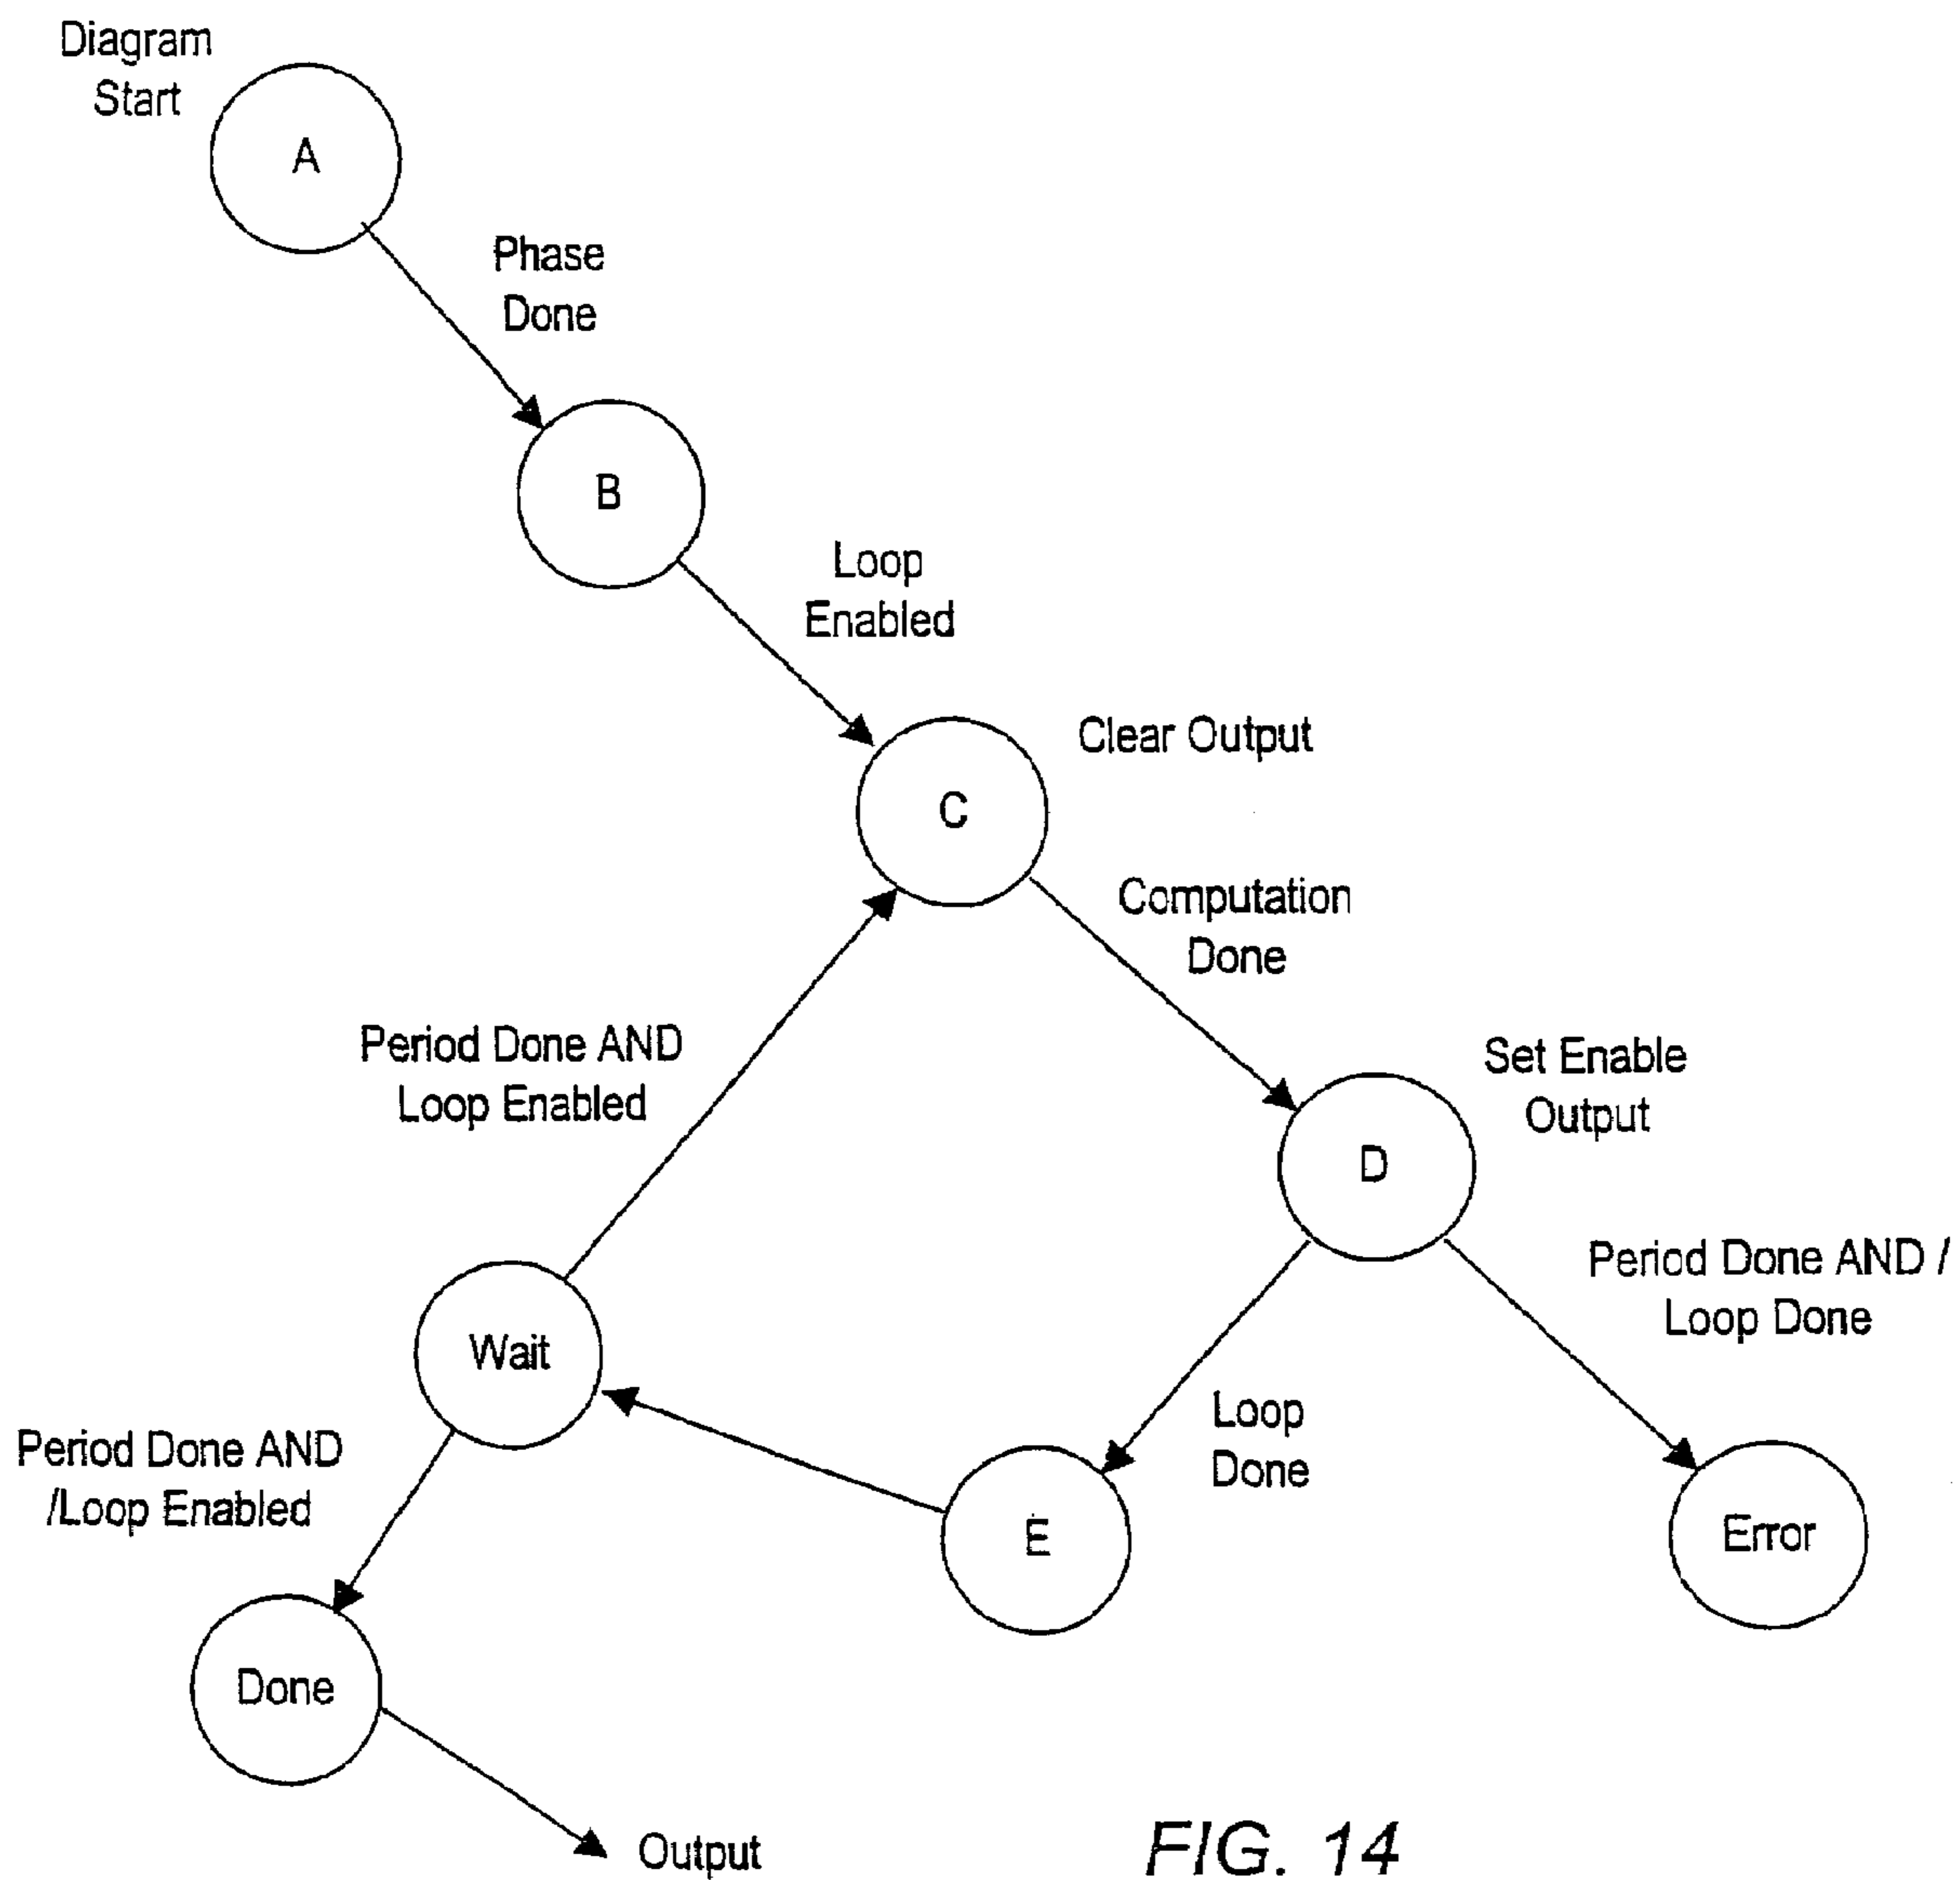 Diagram
Start
A
Phase
Done
B
Loop
Enabled
C
Clear Output
Computation
Done
Period Done AND
Loop Enabled
Set Enable
Output
D
Period Done AND /
Loop Done
Wait
Loop
Done
Period Done AND
/Loop Enabled
E
Error
Done
Output
FIG. 14